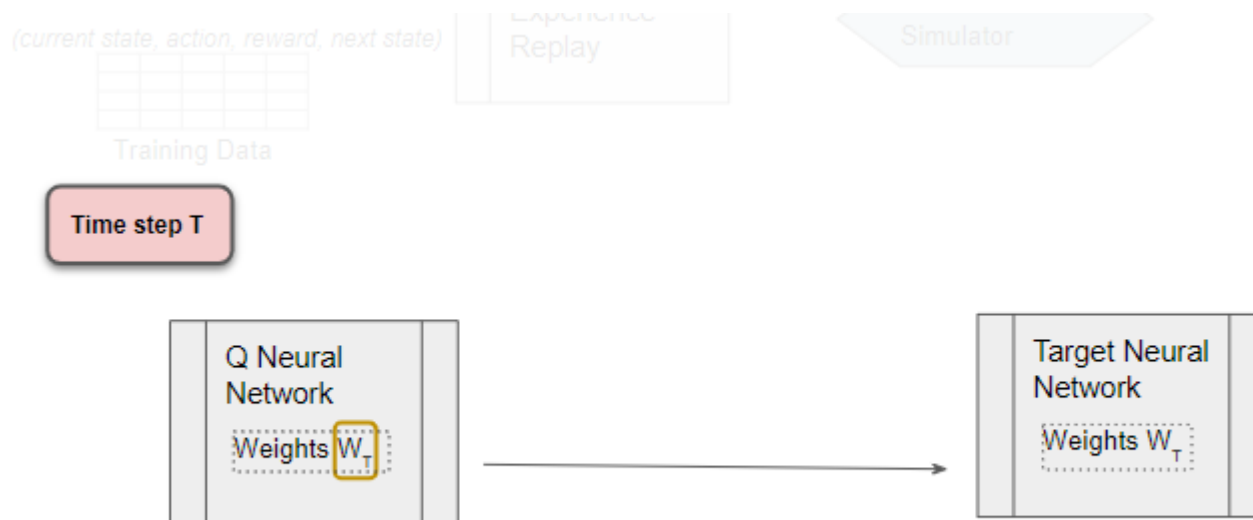 (current state, action, reward, next state)
Experience
Replay
Simulator
Training Data
Time step T
Q Neural
Network
Weights W_T
Target Neural
Network
Weights W_T